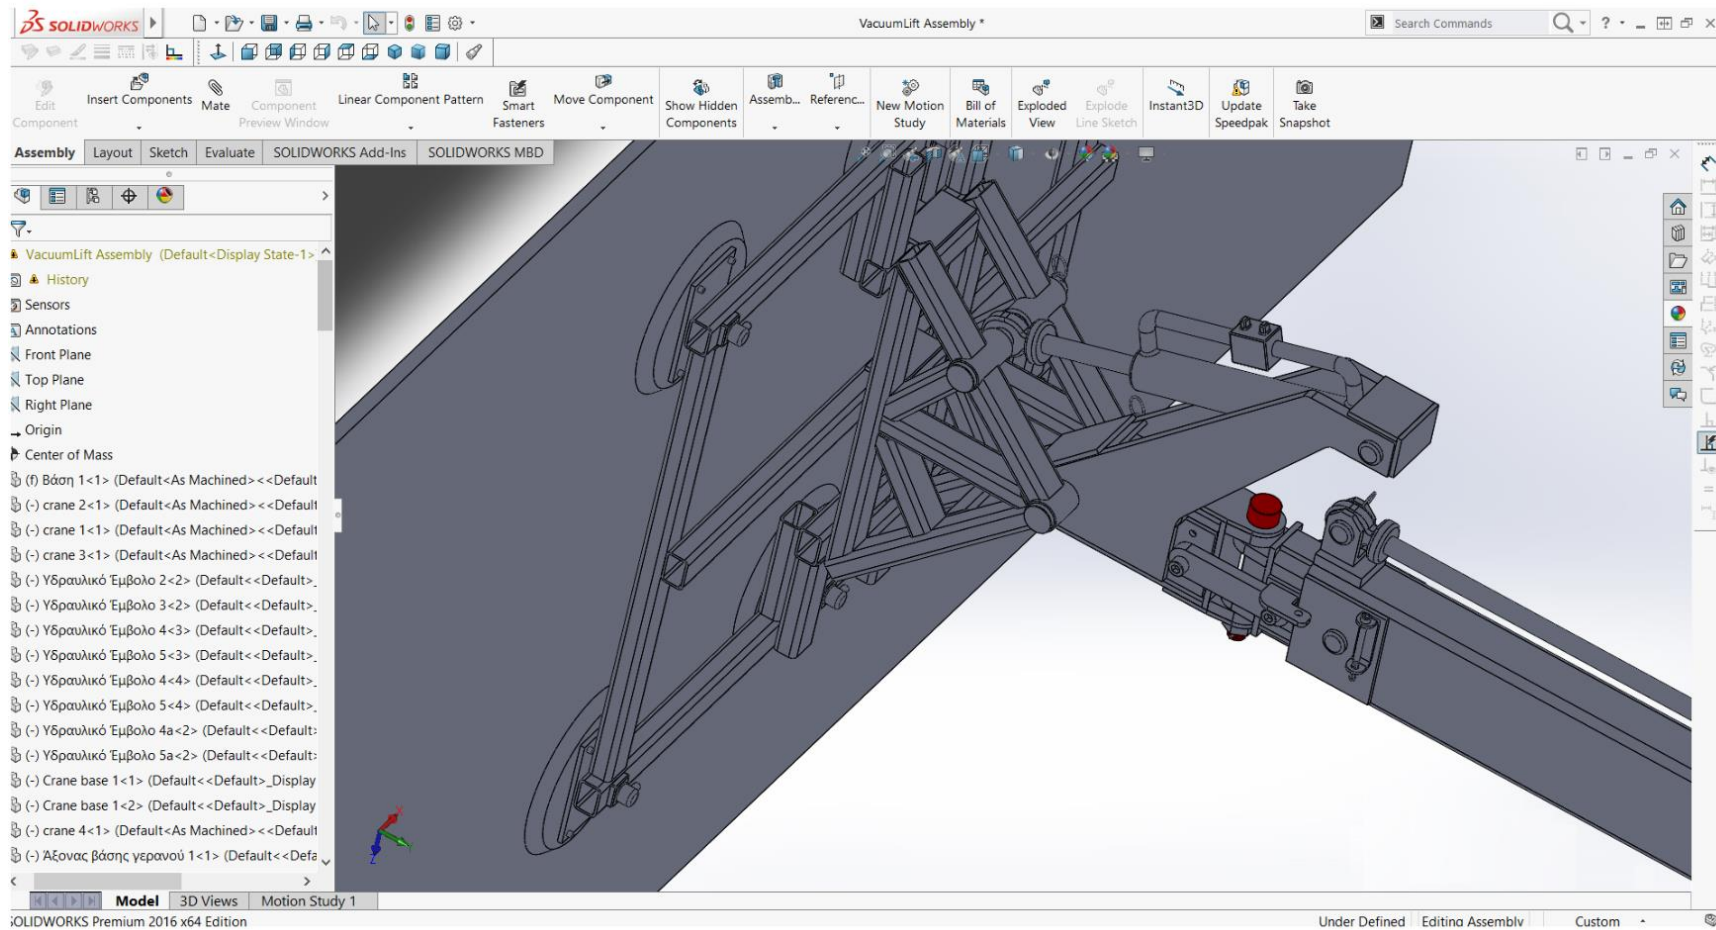 SOLIDWORKS
VacuumLift Assembly *
Search Commands
?
Edit Component
Insert Components
Mate
Component Preview Window
Linear Component Pattern
Smart Fasteners
Move Component
Show Hidden Components
Assemb...
Referenc...
New Motion Study
Bill of Materials
Exploded View
Explode Line Sketch
Instant3D
Update Speedpak
Take Snapshot
Assembly Layout Sketch Evaluate SOLIDWORKS Add-Ins SOLIDWORKS MBD
VacuumLift Assembly (Default<Display State-1>
History
Sensors
Annotations
Front Plane
Top Plane
Right Plane
Origin
Center of Mass
(f) Βάση 1<1> (Default<As Machined><<Default
(-) crane 2<1> (Default<As Machined><<Default
(-) crane 1<1> (Default<As Machined><<Default
(-) crane 3<1> (Default<As Machined><<Default
(-) Υδραυλικό Έμβολο 2<2> (Default<<Default>_
(-) Υδραυλικό Έμβολο 3<2> (Default<<Default>_
(-) Υδραυλικό Έμβολο 4<3> (Default<<Default>_
(-) Υδραυλικό Έμβολο 5<3> (Default<<Default>_
(-) Υδραυλικό Έμβολο 4<4> (Default<<Default>_
(-) Υδραυλικό Έμβολο 5<4> (Default<<Default>_
(-) Υδραυλικό Έμβολο 4a<2> (Default<<Default>
(-) Υδραυλικό Έμβολο 5a<2> (Default<<Default>
(-) Crane base 1<1> (Default<<Default>_Display
(-) Crane base 1<2> (Default<<Default>_Display
(-) crane 4<1> (Default<As Machined><<Default
(-) Άξονας βάσης γερανού 1<1> (Default<<Defa
X
Z
Model 3D Views Motion Study 1
SOLIDWORKS Premium 2016 x64 Edition
Under Defined Editing Assembly Custom